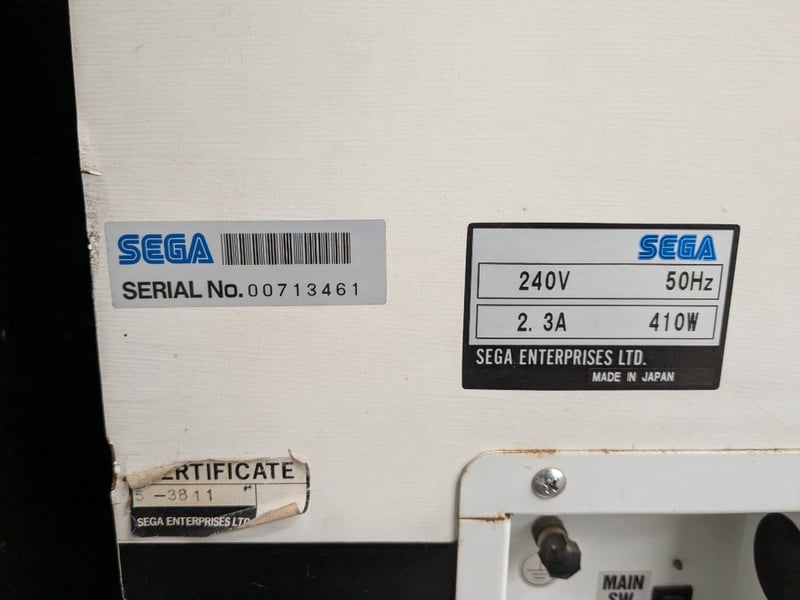 SEGA
SERIAL No. 00713461
SEGA
240V 50Hz
2. 3A 410W
SEGA ENTERPRISES LTD.
MADE IN JAPAN
ERTIFICATE
5 -3811
SEGA ENTERPRISES LTD
MAIN
SW